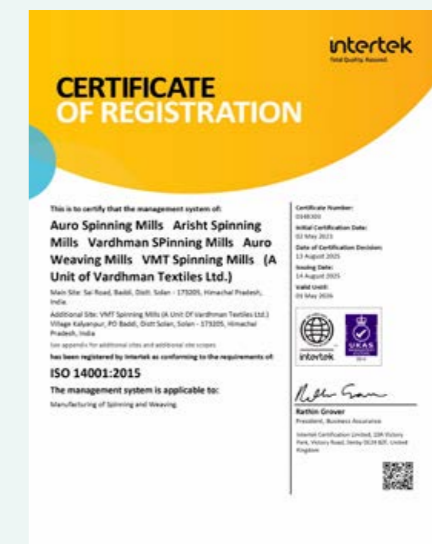 intertek
Total Quality. Assured.
CERTIFICATE
OF REGISTRATION
This is to certify that the management system of:
Auro Spinning Mills Arisht Spinning
Mills Vardhman SPinning Mills Auro
Weaving Mills VMT Spinning Mills (A
Unit of Vardhman Textiles Ltd.)
Main Site: Sai Road, Baddi, Distt. Solan - 173205, Himachal Pradesh,
India.
Additional Site: VMT Spinning Mills (A Unit Of Vardhman Textiles Ltd.)
Village Kalyanpur, PO Baddi, Distt Solan, Solan - 173205, Himachal
Pradesh, India
See appendix for additional sites and additional site scopes
has been registered by Intertek as conforming to the requirements of:
ISO 14001:2015
The management system is applicable to:
Manufacturing of Spinning and Weaving.
Certificate Number:
Initial Certification Date:
02 May 2023
Date of Certification Decision:
13 August 2025
Issuing Date:
14 August 2025
Valid Until:
01 May 2026
intertek
UKAS
Rathin Grover
President, Business Assurance
Intertek Certification Limited, 10A Victory
Park, Victory Road, Derby DE24 8ZF, United
Kingdom